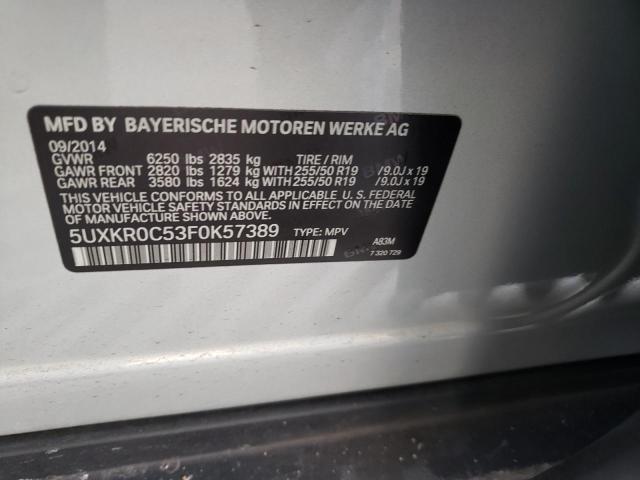 MFD BY BAYERISCHE MOTOREN WERKE AG
09/2014
GVWR 6250 lbs 2835 kg TIRE / RIM
GAWR FRONT 2820 lbs 1279 kg WITH 255/50 R19 / 9.0J x 19
GAWR REAR 3580 lbs 1624 kg WITH 255/50 R19 / 9.0J x 19
THIS VEHICLE CONFORMS TO ALL APPLICABLE U.S. FEDERAL
MOTOR VEHICLE SAFETY STANDARDS IN EFFECT ON THE DATE OF
MANUFACTURE SHOWN ABOVE.
5UXKR0C53F0K57389 TYPE: MPV
A83M
7 320 729